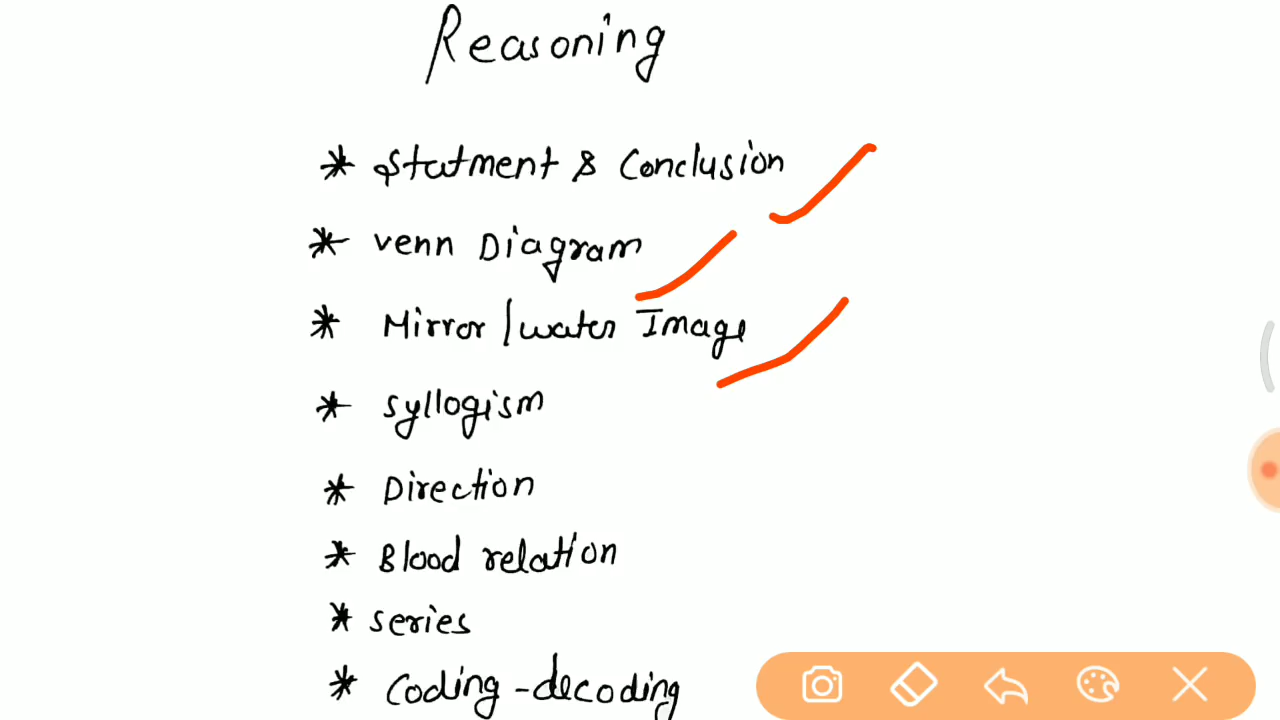 Reasoning
* Statment & Conclusion
* Venn Diagram
* Mirror/water Image
* Syllogism
* Direction
* Blood relation
* series
* Coding-decoding